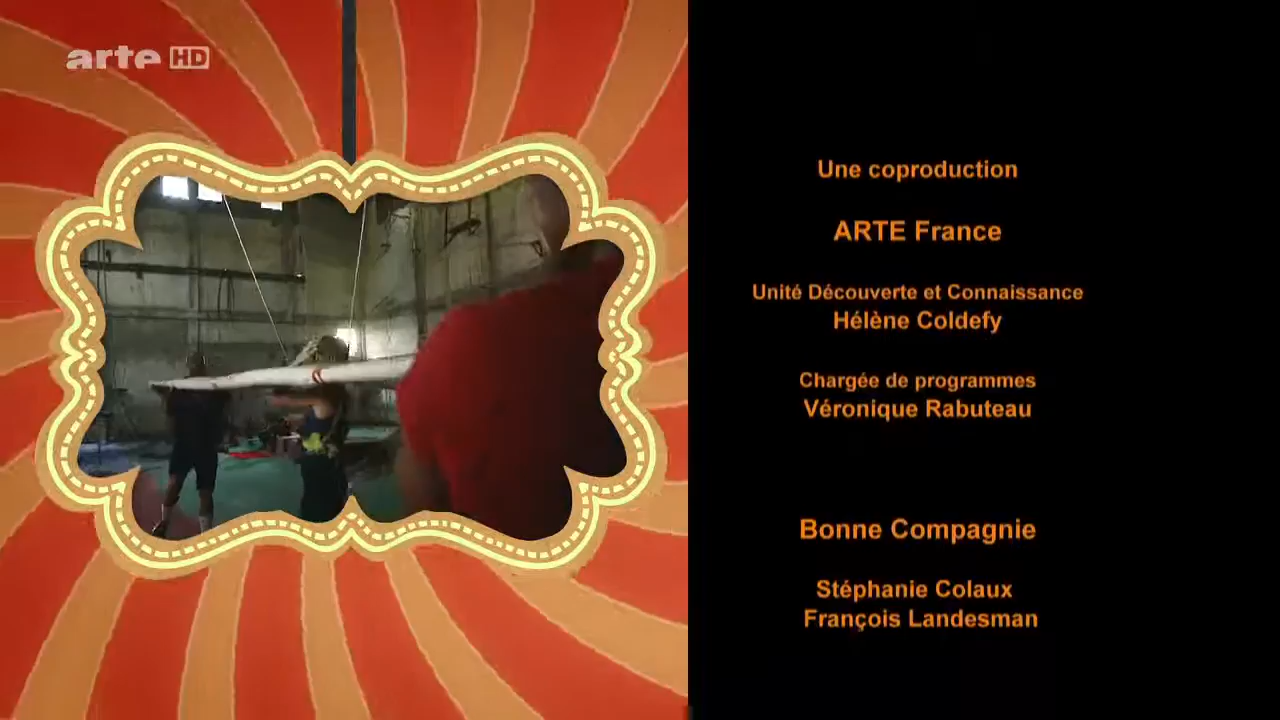 arte HD
Une coproduction
ARTE France
Unité Découverte et Connaissance
Hélène Coldefy
Chargée de programmes
Véronique Rabuteau
Bonne Compagnie
Stéphanie Colaux
François Landesman